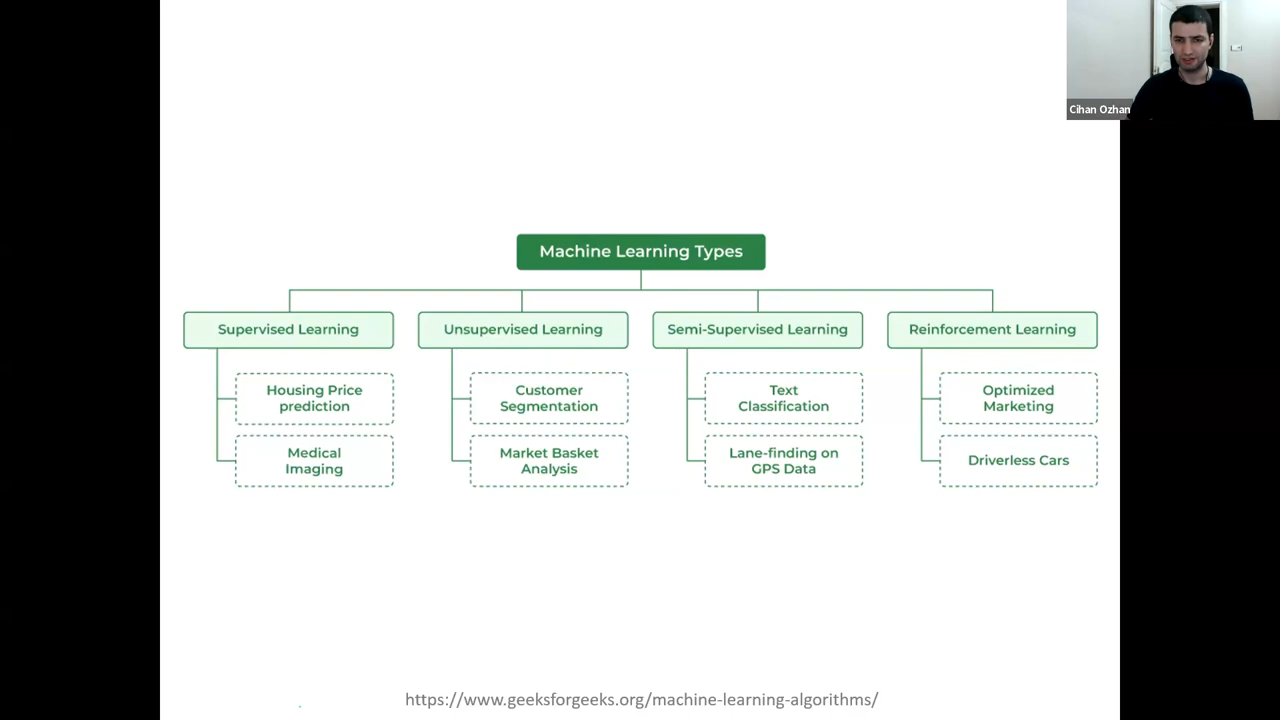 Cihan Ozhan
Machine Learning Types
Supervised Learning
Housing Price
prediction
Medical
Imaging
Unsupervised Learning
Customer
Segmentation
Market Basket
Analysis
Semi-Supervised Learning
Text
Classification
Lane-finding on
GPS Data
Reinforcement Learning
Optimized
Marketing
Driverless Cars
https://www.geeksforgeeks.org/machine-learning-algorithms/